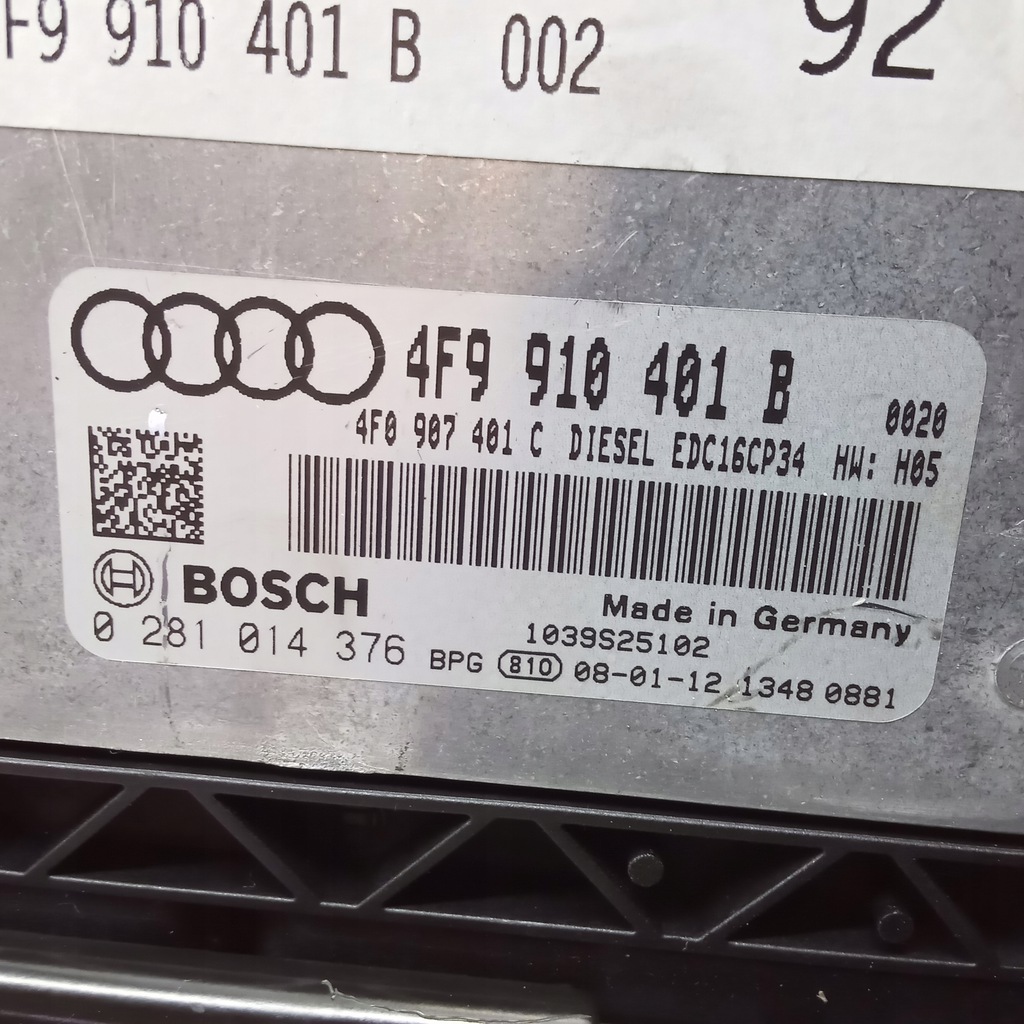 F9 910 401 B 002
92
4F9 910 401 B
0020
4F0 907 401 C DIESEL EDC16CP34 HW: H05
BOSCH
Made in Germany
0 281 014 376
1039S25102
BPG 810 08-01-12 1348 0881